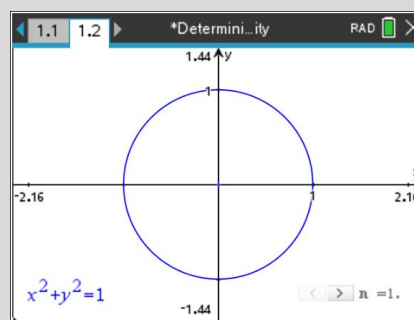 1.1 1.2 *Determini...ity RAD
1.44 y
1
-2.16 1 2.16
x²+y²=1
n =1.
-1.44